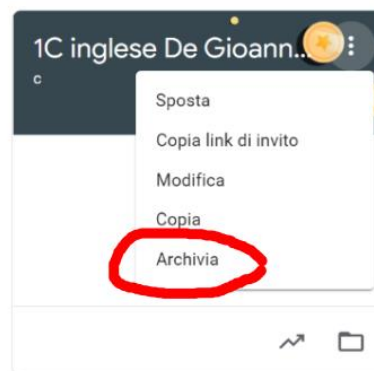 1C inglese De Gioann...
c
Sposta
Copia link di invito
Modifica
Copia
Archivia